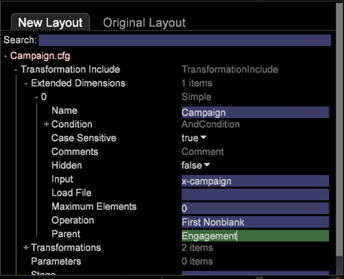 New Layout Original Layout
Search:
- Campaign.cfg
- Transformation Include TransformationInclude
- Extended Dimensions 1 items
- 0 Simple
Name Campaign
+ Condition AndCondition
Case Sensitive true
Comments Comment
Hidden false
Input x-campaign
Load File
Maximum Elements 0
Operation First Nonblank
Parent Engagement
+ Transformations 2 items
Parameters 0 items
Stage